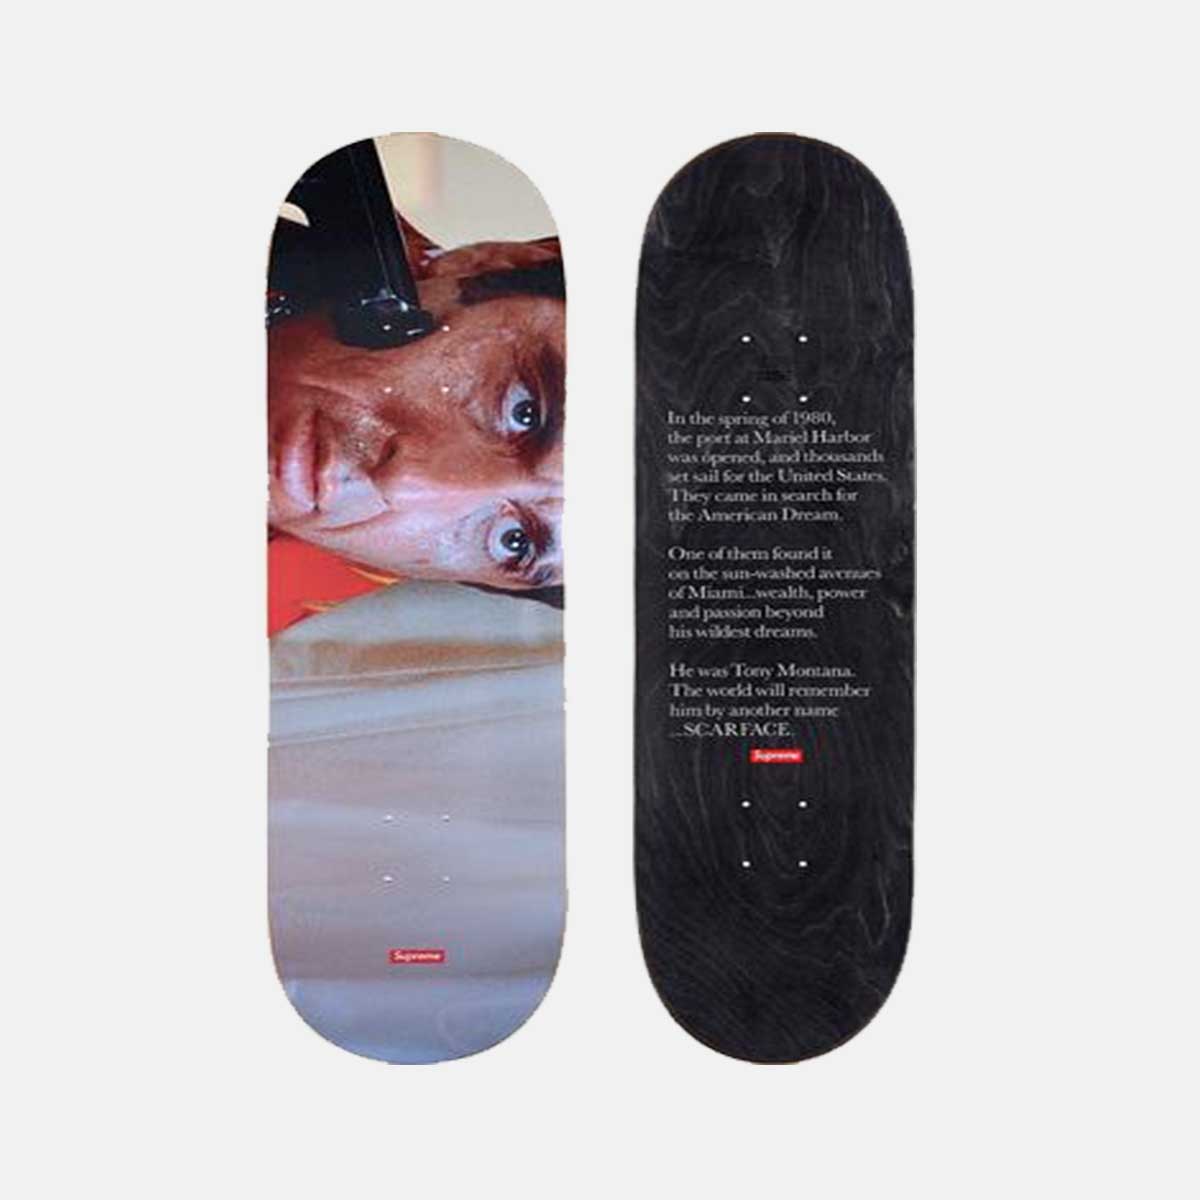 In the spring of 1980,
the port at Mariel Harbor
was opened, and thousands
set sail for the United States.
They came in search for
the American Dream.
One of them found it
on the sun-washed avenues
of Miami...wealth, power
and passion beyond
his wildest dreams.
He was Tony Montana.
The world will remember
him by another name
...SCARFACE.
Supreme
Supreme